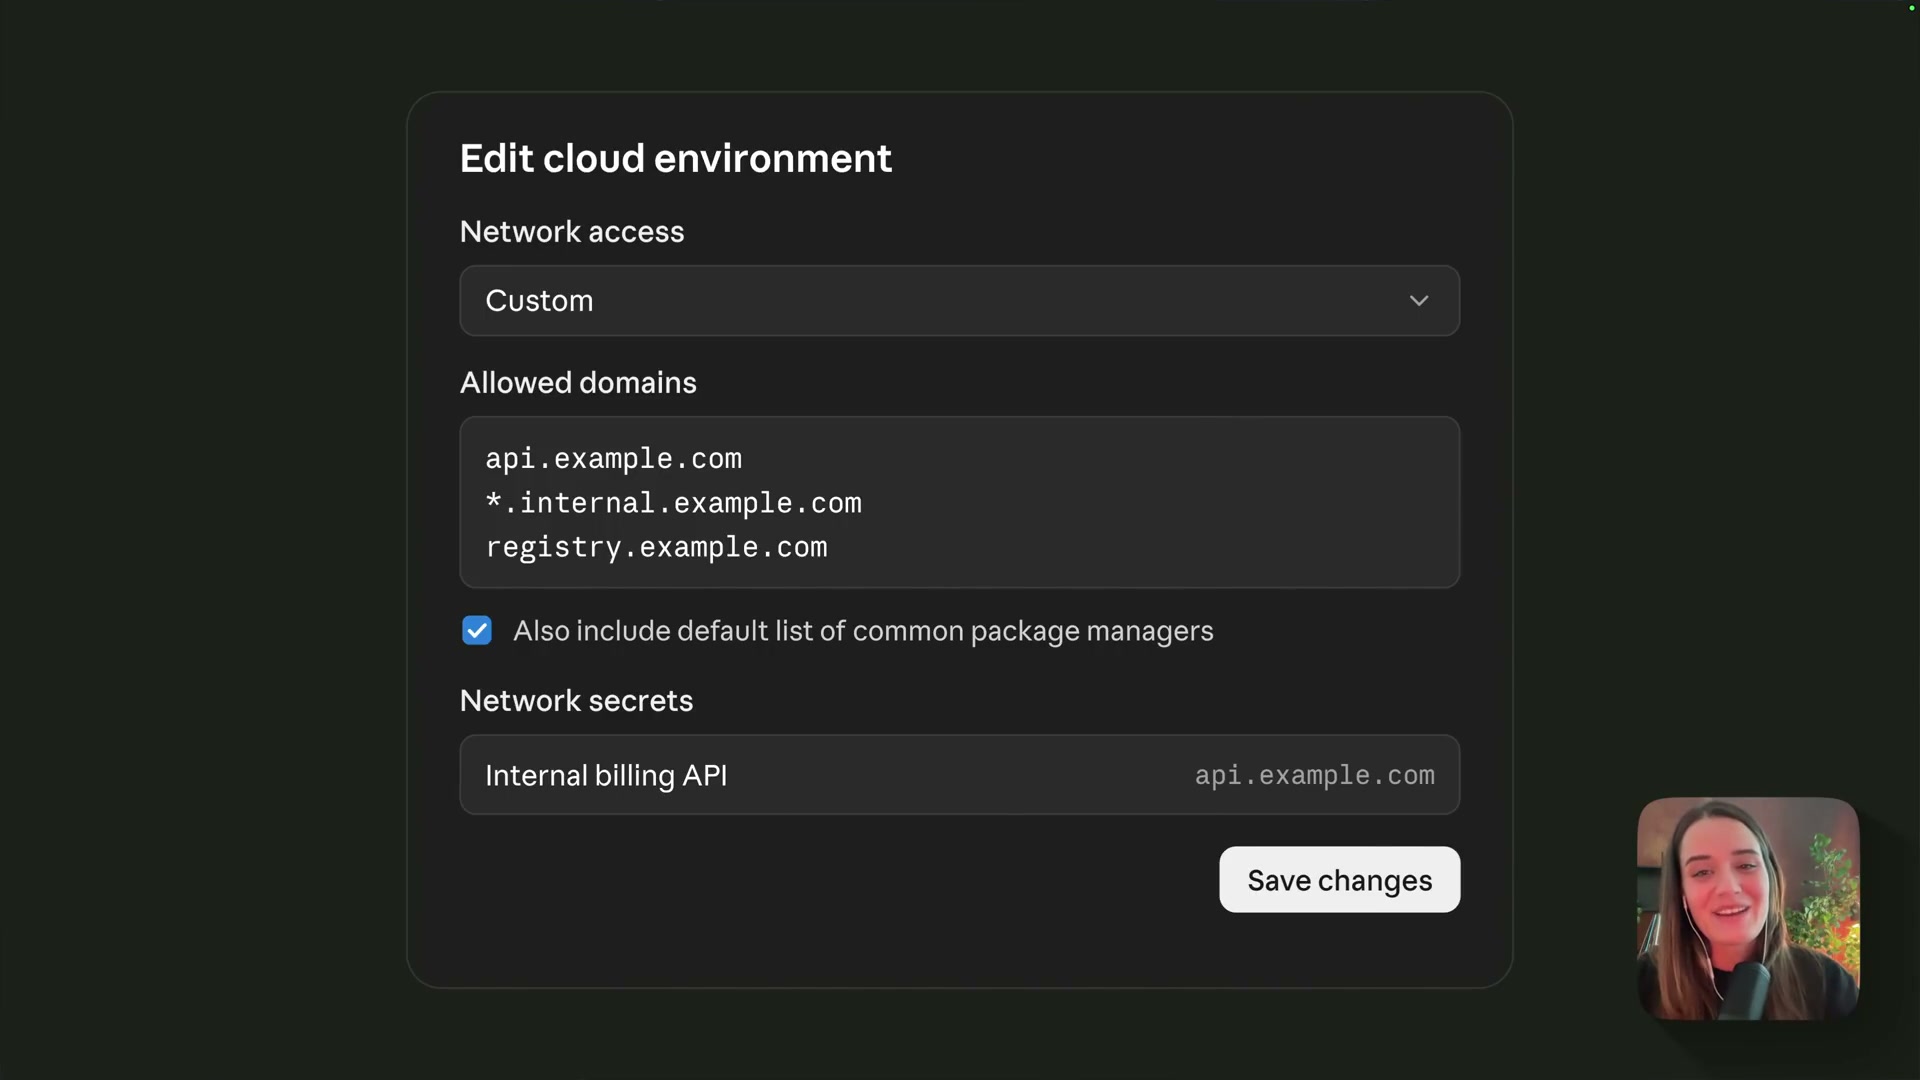 Edit cloud environment
Network access
Custom
Allowed domains
api.example.com
*.internal.example.com
registry.example.com
Also include default list of common package managers
Network secrets
Internal billing API api.example.com
Save changes